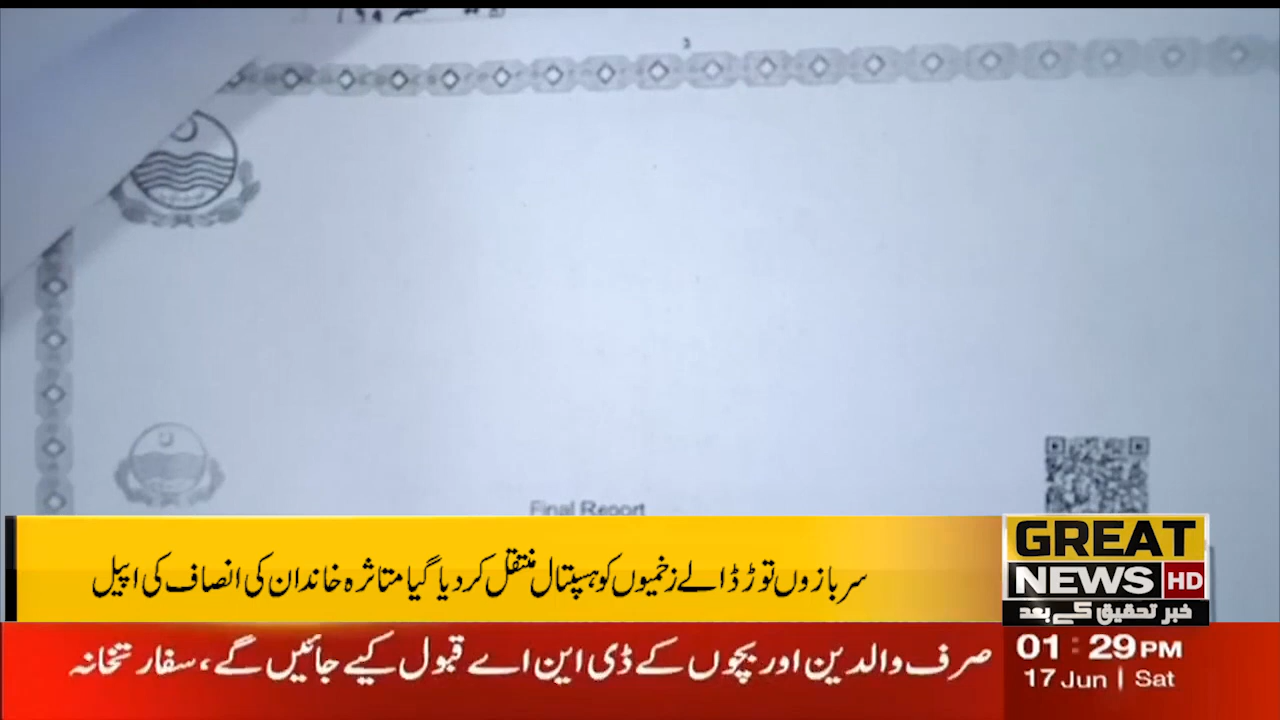 Final Report
سر بازوں توڑ ڈالے زخمیوں کو ہسپتال منتقل کر دیا گیا متاثرہ خاندان کی انصاف کی اپیل
GREAT
NEWS HD
خبر تحقیق کے بعد
صرف والدین اور بچوں کے ڈی این اے قبول کیے جائیں گے، سفارتخانہ
01:29 PM
17 Jun | Sat